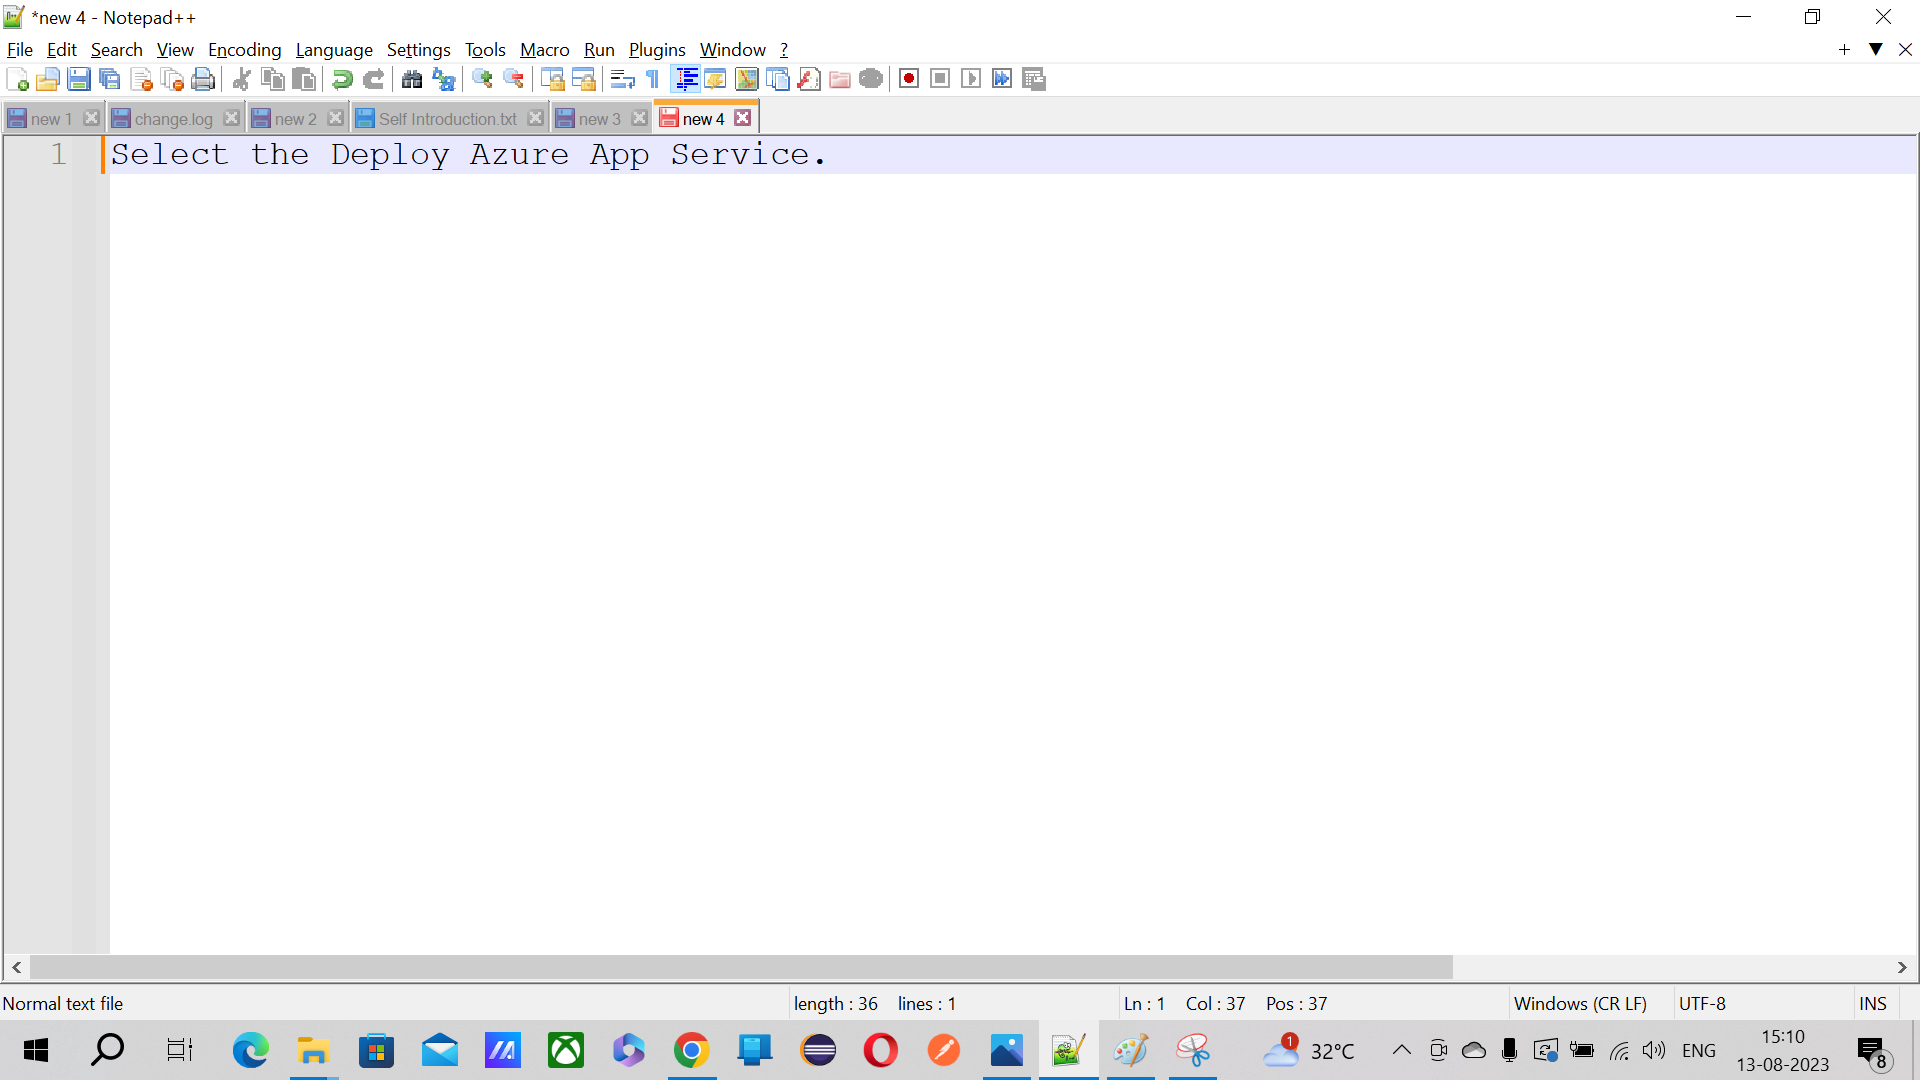 *new 4 - Notepad++
File Edit Search View Encoding Language Settings Tools Macro Run Plugins Window ?
new 1 change.log new 2 Self Introduction.txt new 3 new 4
1 Select the Deploy Azure App Service.
Normal text file length : 36 lines : 1 Ln : 1 Col : 37 Pos : 37 Windows (CR LF) UTF-8 INS
1 32°C ENG 15:10
13-08-2023 8